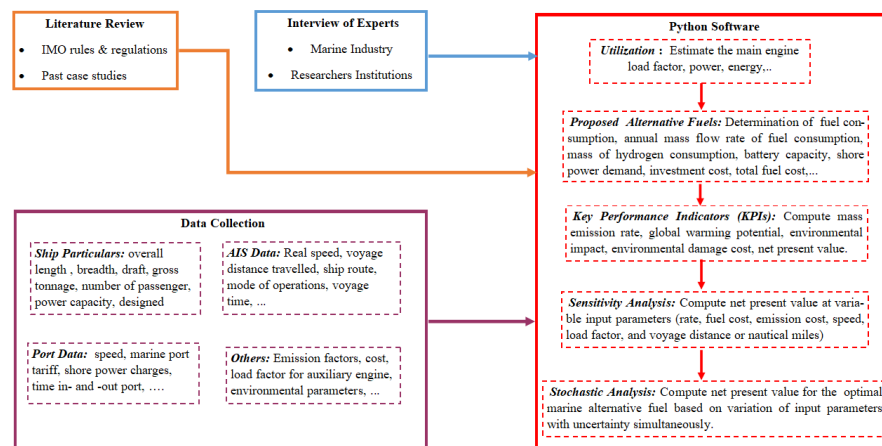 Literature Review
• IMO rules & regulations
• Past case studies
Interview of Experts
• Marine Industry
• Researchers Institutions
Python Software
Utilization : Estimate the main engine
load factor, power, energy,...
Proposed Alternative Fuels: Determination of fuel con-
sumption, annual mass flow rate of fuel consumption,
mass of hydrogen consumption, battery capacity, shore
power demand, investment cost, total fuel cost,...
Key Performance Indicators (KPIs): Compute mass
emission rate, global warming potential, environmental
impact, environmental damage cost, net present value.
Sensitivity Analysis: Compute net present value at variable
input parameters (rate, fuel cost, emission cost, speed,
load factor, and voyage distance or nautical miles)
Stochastic Analysis: Compute net present value for the optimal
marine alternative fuel based on variation of input parameters
with uncertainty simultaneously.
Data Collection
Ship Particulars: overall
length , breadth, draft, gross
tonnage, number of passenger,
power capacity, designed
AIS Data: Real speed, voyage
distance travelled, ship route,
mode of operations, voyage
time, ...
Port Data: speed, marine port
tariff, shore power charges,
time in- and -out port, ….
Others: Emission factors, cost,
load factor for auxiliary engine,
environmental parameters, ...